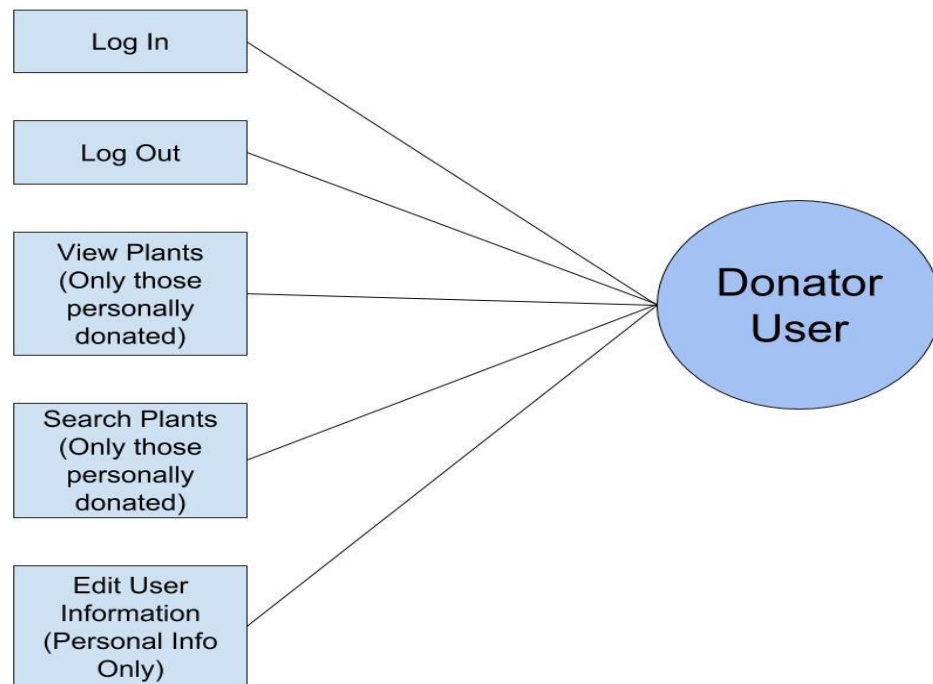 Log In
Log Out
View Plants
(Only those
personally
donated)
Search Plants
(Only those
personally
donated)
Edit User
Information
(Personal Info
Only)
Donator
User